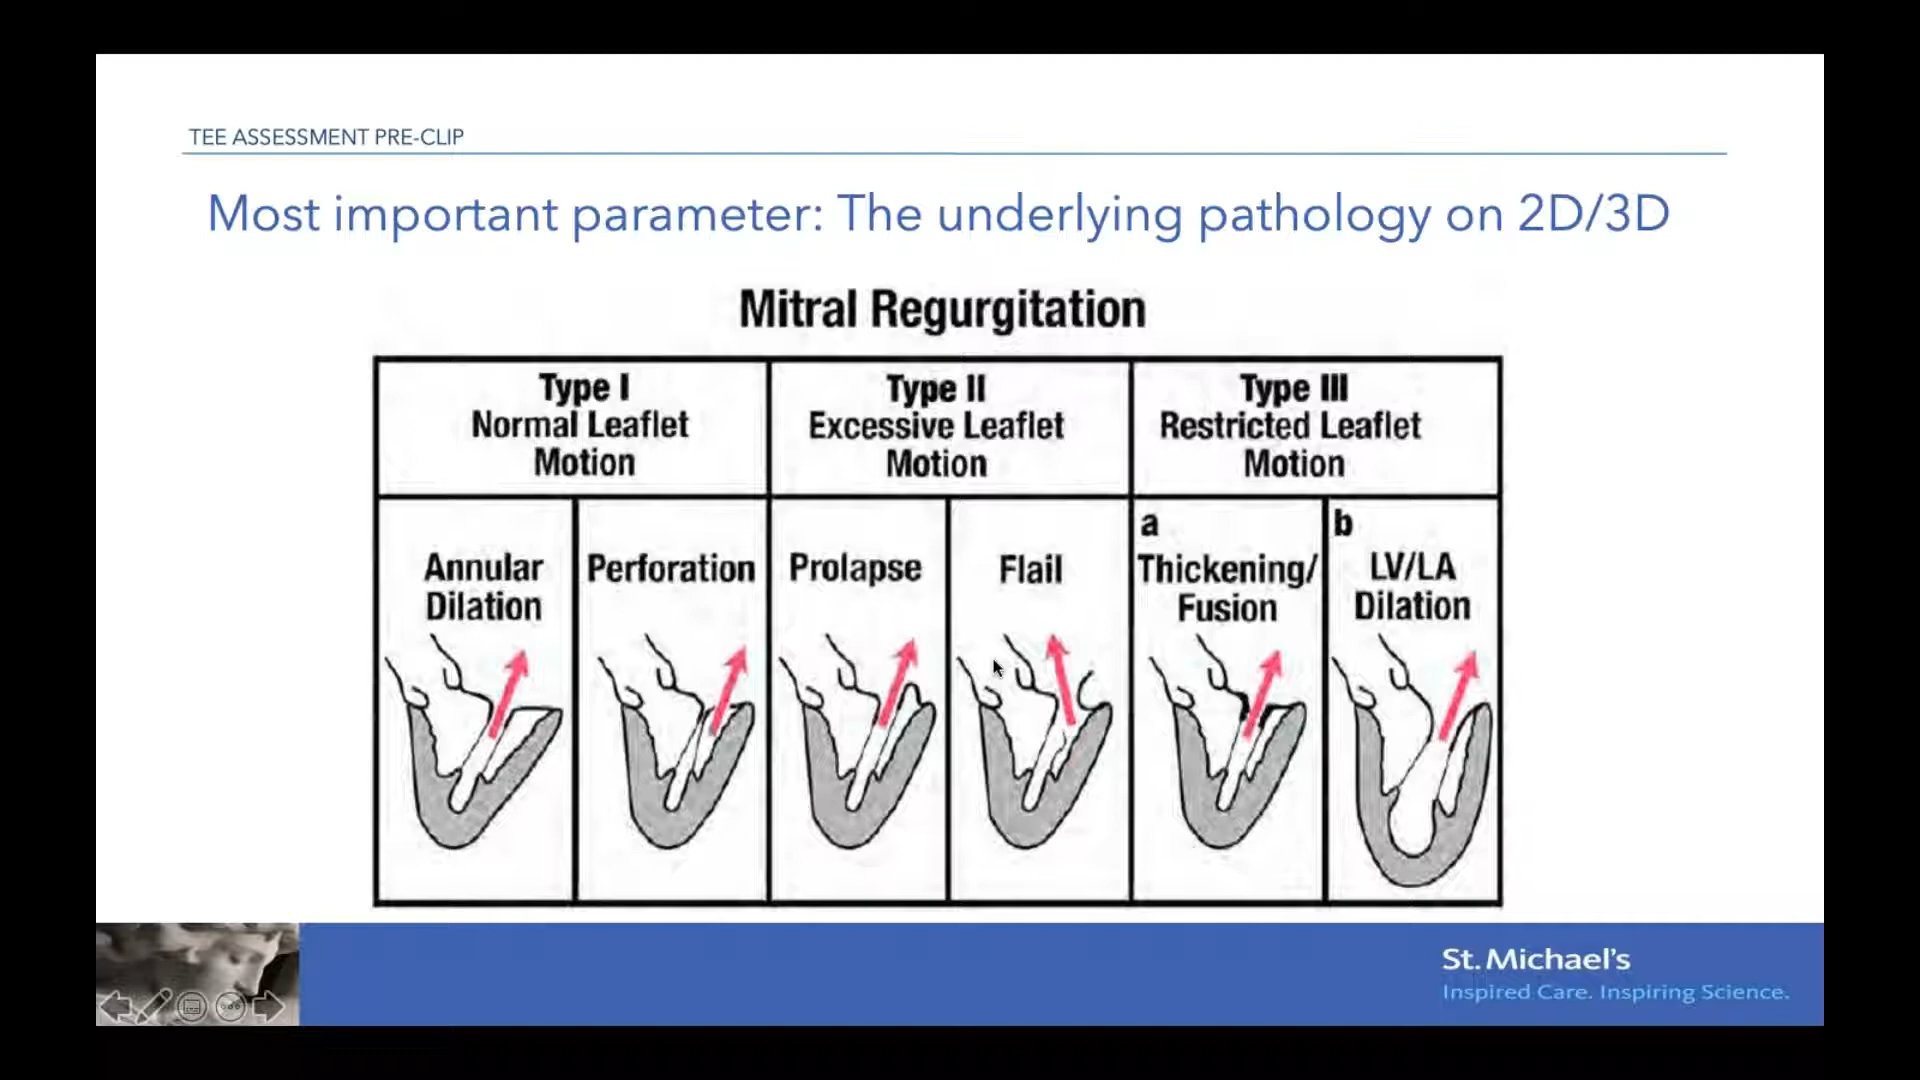 TEE ASSESSMENT PRE-CLIP
Most important parameter: The underlying pathology on 2D/3D
Mitral Regurgitation
Type I
Normal Leaflet
Motion
Type II
Excessive Leaflet
Motion
Type III
Restricted Leaflet
Motion
Annular
Dilation
Perforation
Prolapse
Flail
a
Thickening/
Fusion
b
LV/LA
Dilation
St. Michael's
Inspired Care. Inspiring Science.